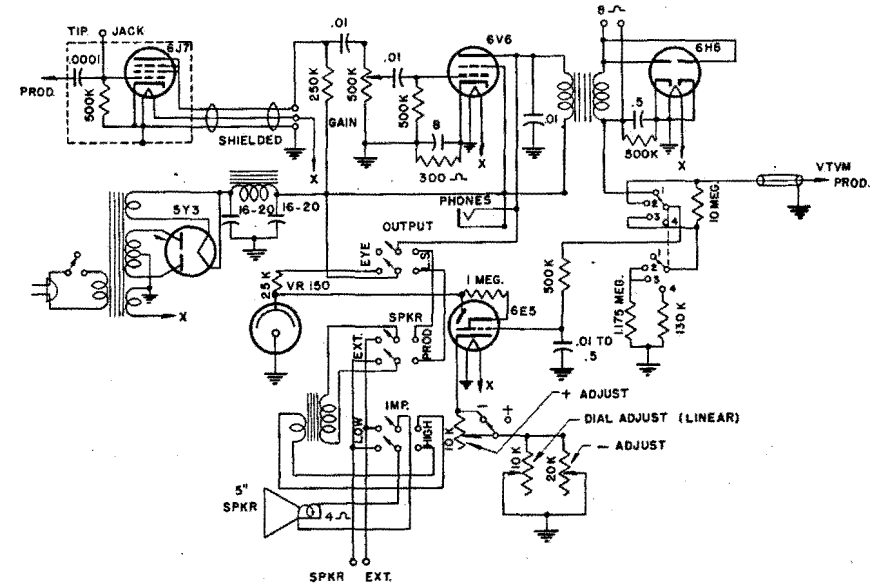 8 Ω
TIP JACK
6J7
.01
6V6
6H6
.0001
.01
PROD.
500K
250K
500K
500K
8
.01
.5
SHIELDED
GAIN
500K
X
300 Ω
X
X
VTVM
PROD.
PHONES
1
2
3
4
10 MEG.
5Y3
16-20
16-20
OUTPUT
EYE
L.S.
1
2
3
4
25K
VR 150
1 MEG.
500K
6E5
1.175 MEG.
130K
X
SPKR
EXT.
PROD
.01 TO
.5
X
+ ADJUST
IMP.
LOW
HIGH
- +
10K
DIAL ADJUST (LINEAR)
- ADJUST
10K
20K
5"
SPKR
4 Ω
SPKR EXT.